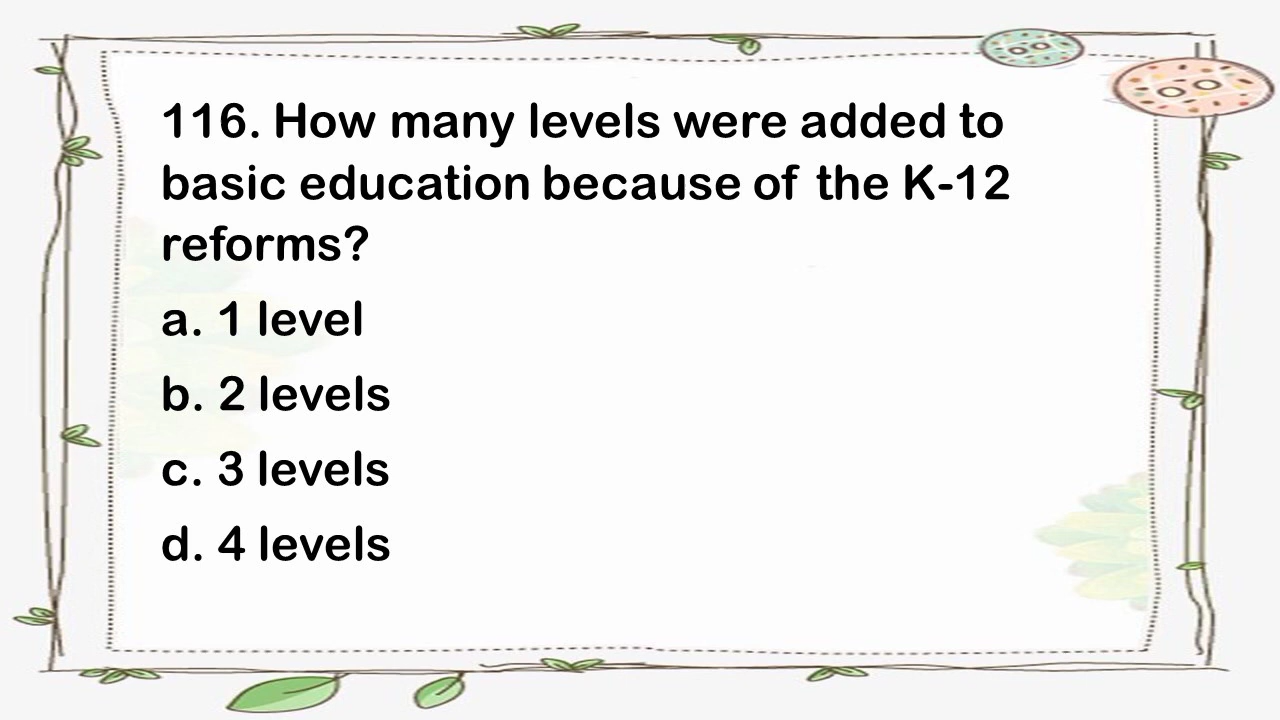 116. How many levels were added to
basic education because of the K-12
reforms?
a. 1 level
b. 2 levels
c. 3 levels
d. 4 levels